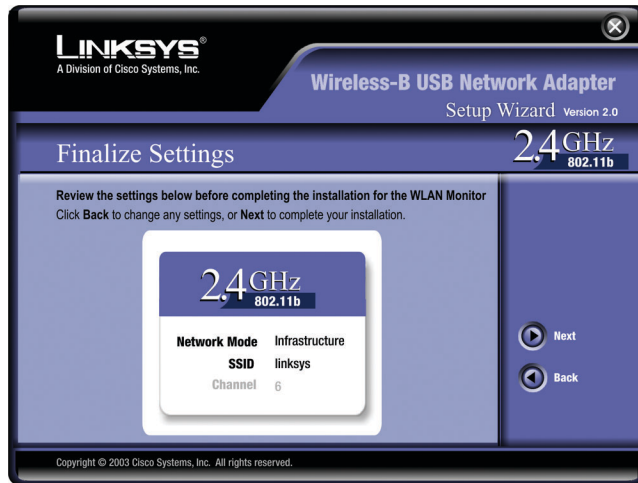 LINKSYS®
A Division of Cisco Systems, Inc.
Wireless-B USB Network Adapter
Setup Wizard Version 2.0
Finalize Settings
2.4GHz
802.11b
Review the settings below before completing the installation for the WLAN Monitor
Click Back to change any settings, or Next to complete your installation.
2.4GHz
802.11b
Network Mode Infrastructure
SSID linksys
Channel 6
Next
Back
Copyright © 2003 Cisco Systems, Inc. All rights reserved.